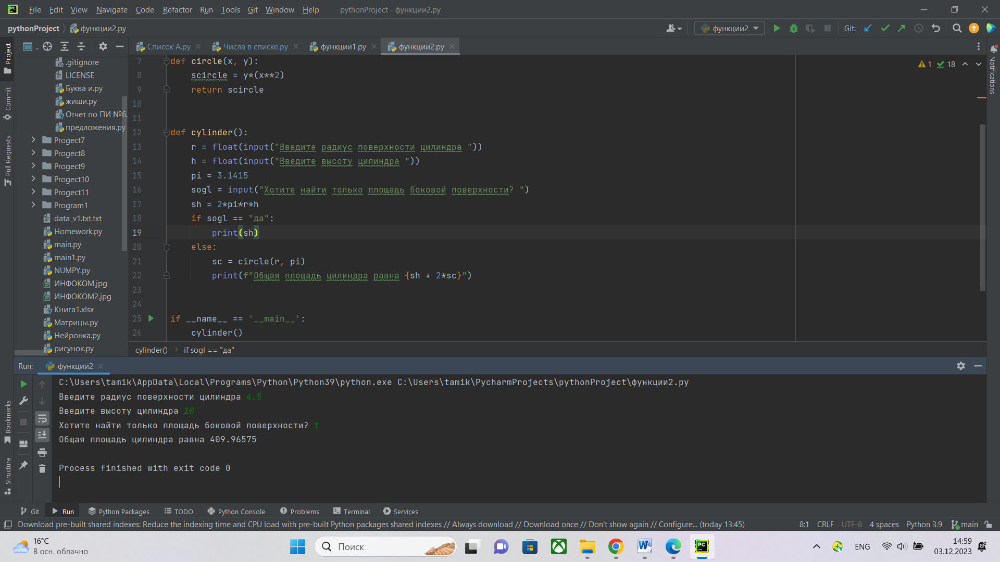 File Edit View Navigate Code Refactor Run Tools Git Window Help pythonProject - функции2.py
pythonProject функции2.py функции2 Git:
Project
Commit
Pull Requests
Bookmarks
Structure
Notifications
.gitignore
LICENSE
Буква и.py
жиши.py
Отчет по ПИ №6.
предложения.py
Progect7
Progect8
Progect9
Progect10
Progect11
Program1
data_v1.txt.txt
Homework.py
main.py
main1.py
NUMPY.py
ИНФОКОМ.jpg
ИНФОКОМ2.jpg
Книга1.xlsx
Матрицы.py
Нейронка.py
рисунок.py
Список А.py Числа в списке.py функции1.py функции2.py
1 18
7 def circle(x, y):
8 scircle = y*(x**2)
9 return scircle
10
11
12 def cylinder():
13 r = float(input("Введите радиус поверхности цилиндра "))
14 h = float(input("Введите высоту цилиндра "))
15 pi = 3.1415
16 sogl = input("Хотите найти только площадь боковой поверхности? ")
17 sh = 2*pi*r*h
18 if sogl == "да":
19 print(sh)
20 else:
21 sc = circle(r, pi)
22 print(f"Общая площадь цилиндра равна {sh + 2*sc}")
23
24
25 if __name__ == '__main__':
26 cylinder()
cylinder() if sogl == "да"
Run: функции2
C:\Users\tamik\AppData\Local\Programs\Python\Python39\python.exe C:\Users\tamik\PycharmProjects\pythonProject\функции2.py
Введите радиус поверхности цилиндра 4.5
Введите высоту цилиндра 10
Хотите найти только площадь боковой поверхности? t
Общая площадь цилиндра равна 409.96575
Process finished with exit code 0
Git Run Python Packages TODO Python Console Problems Terminal Services
Download pre-built shared indexes: Reduce the indexing time and CPU load with pre-built Python packages shared indexes // Always download // Download once // Don't show again // Configure... (today 13:45) 8:1 CRLF UTF-8 4 spaces Python 3.9 main
16°C
В осн. облачно
Поиск
ENG
14:59
03.12.2023